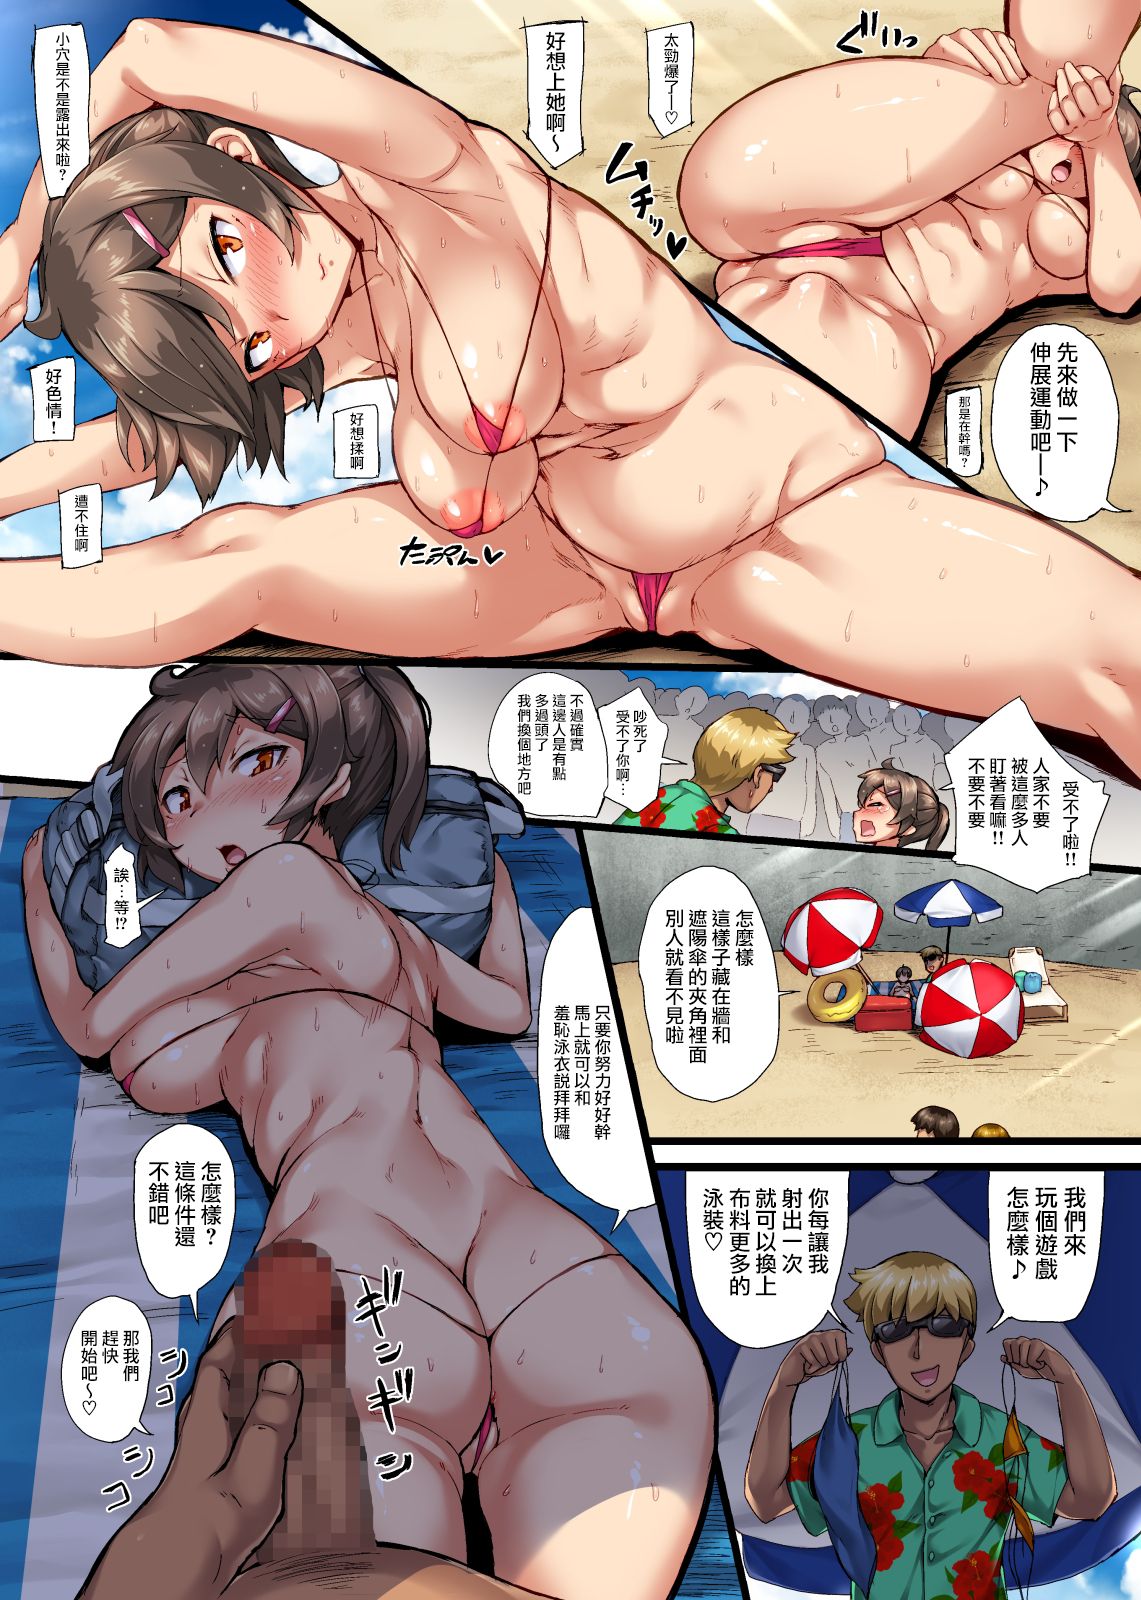 先來做一下
伸展運動吧ー♪
那是在幹嗎？
太勁爆了ー♡
好想上她啊～
ぐいっ
ムチッ♥
小穴是不是露出來啦？
好色情！
遭不住啊
好想揉啊
たぷん♥
受不了啦!!
人家不要
被這麼多人
盯著看嘛!!
不要不要
吵死了
受不了你啊…
不過確實
這邊人是有點
多過頭了
我們換個地方吧
怎麼樣
這樣子藏在牆和
遮陽傘的夾角裡面
別人就看不見啦
我們來
玩個遊戲
怎麼樣♪
你每讓我
射出一次
就可以換上
布料更多的
泳裝♡
只要你努力好好幹
馬上就可以和
羞恥泳衣説拜拜囉
誒…等!?
怎麼樣？
這條件還
不錯吧
那我們
趕快
開始吧～♡
ギンギン
シコシコ